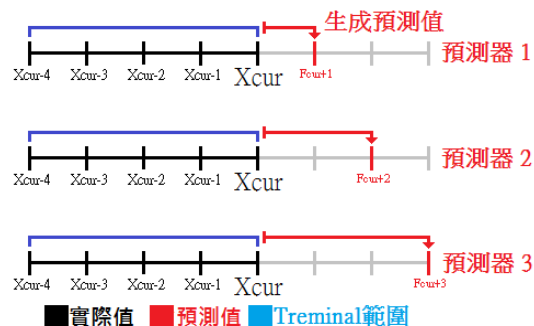 生成預測值
Xcur-4 Xcur-3 Xcur-2 Xcur-1 Xcur Fcur+1 預測器 1
Xcur-4 Xcur-3 Xcur-2 Xcur-1 Xcur Fcur+2 預測器 2
Xcur-4 Xcur-3 Xcur-2 Xcur-1 Xcur Fcur+3 預測器 3
實際值 預測值 Treminal範圍